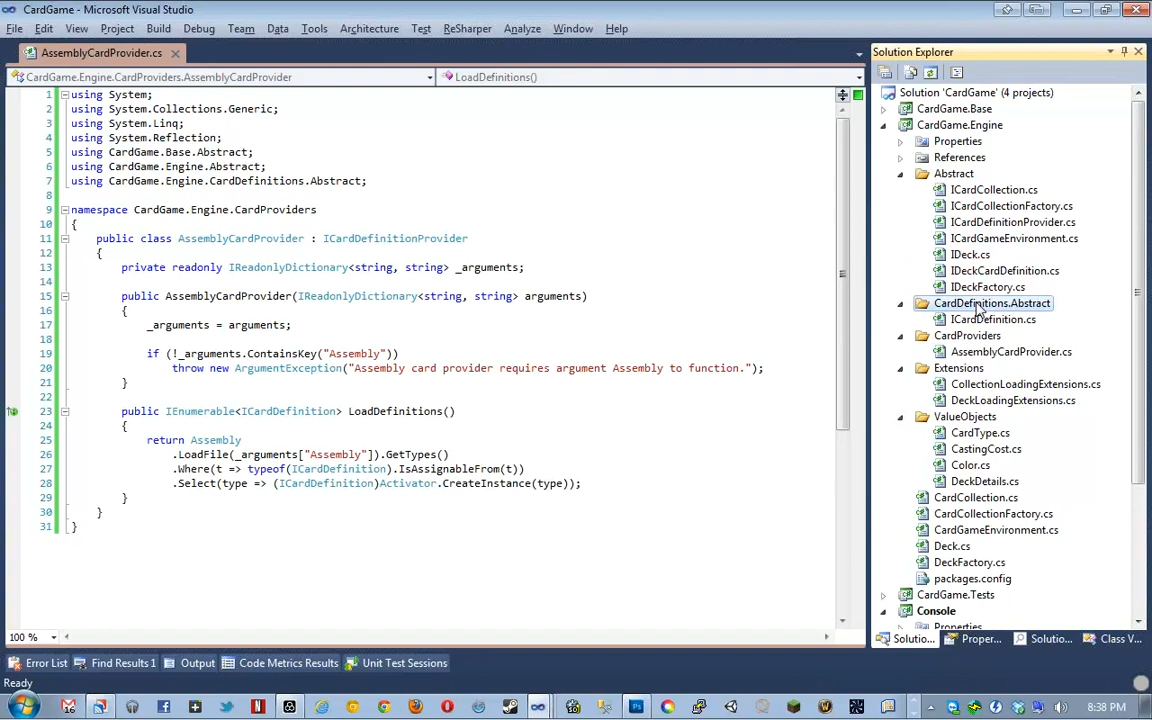 CardGame - Microsoft Visual Studio
File Edit View Project Build Debug Team Data Tools Architecture Test ReSharper Analyze Window Help
AssemblyCardProvider.cs
CardGame.Engine.CardProviders.AssemblyCardProvider LoadDefinitions()
1 using System;
2 using System.Collections.Generic;
3 using System.Linq;
4 using System.Reflection;
5 using CardGame.Base.Abstract;
6 using CardGame.Engine.Abstract;
7 using CardGame.Engine.CardDefinitions.Abstract;
8
9 namespace CardGame.Engine.CardProviders
10 {
11 public class AssemblyCardProvider : ICardDefinitionProvider
12 {
13 private readonly IReadonlyDictionary<string, string> _arguments;
14
15 public AssemblyCardProvider(IReadonlyDictionary<string, string> arguments)
16 {
17 _arguments = arguments;
18
19 if (!_arguments.ContainsKey("Assembly"))
20 throw new ArgumentException("Assembly card provider requires argument Assembly to function.");
21 }
22
23 public IEnumerable<ICardDefinition> LoadDefinitions()
24 {
25 return Assembly
26 .LoadFile(_arguments["Assembly"]).GetTypes()
27 .Where(t => typeof(ICardDefinition).IsAssignableFrom(t))
28 .Select(type => (ICardDefinition)Activator.CreateInstance(type));
29 }
30 }
31 }
100 %
Solution Explorer
Solution 'CardGame' (4 projects)
CardGame.Base
CardGame.Engine
Properties
References
Abstract
ICardCollection.cs
ICardCollectionFactory.cs
ICardDefinitionProvider.cs
ICardGameEnvironment.cs
IDeck.cs
IDeckCardDefinition.cs
IDeckFactory.cs
CardDefinitions.Abstract
ICardDefinition.cs
CardProviders
AssemblyCardProvider.cs
Extensions
CollectionLoadingExtensions.cs
DeckLoadingExtensions.cs
ValueObjects
CardType.cs
CastingCost.cs
Color.cs
DeckDetails.cs
CardCollection.cs
CardCollectionFactory.cs
CardGameEnvironment.cs
Deck.cs
DeckFactory.cs
packages.config
CardGame.Tests
Console
Properties
Solutio... Proper... Solutio... Class V...
Error List Find Results 1 Output Code Metrics Results Unit Test Sessions
Ready
8:38 PM